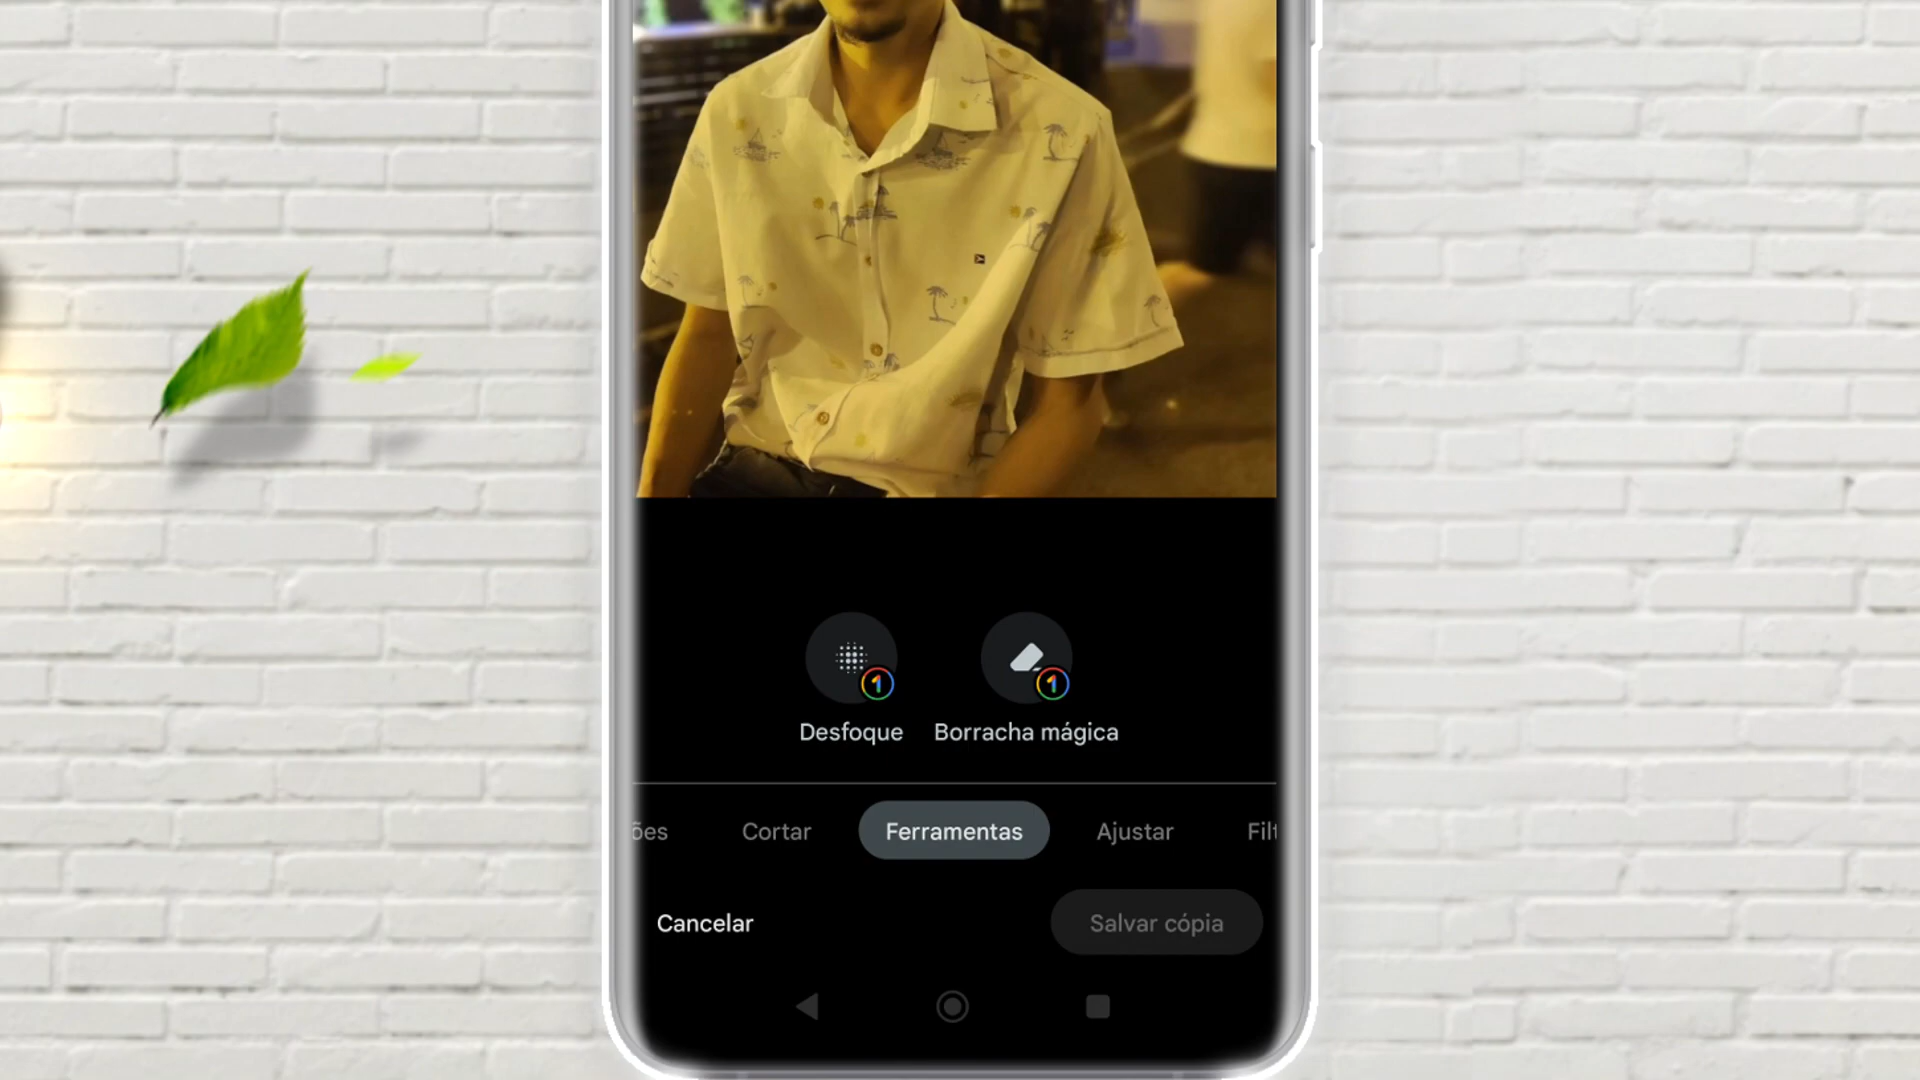 Desfoque
Borracha mágica
ões
Cortar
Ferramentas
Ajustar
Filt
Cancelar
Salvar cópia